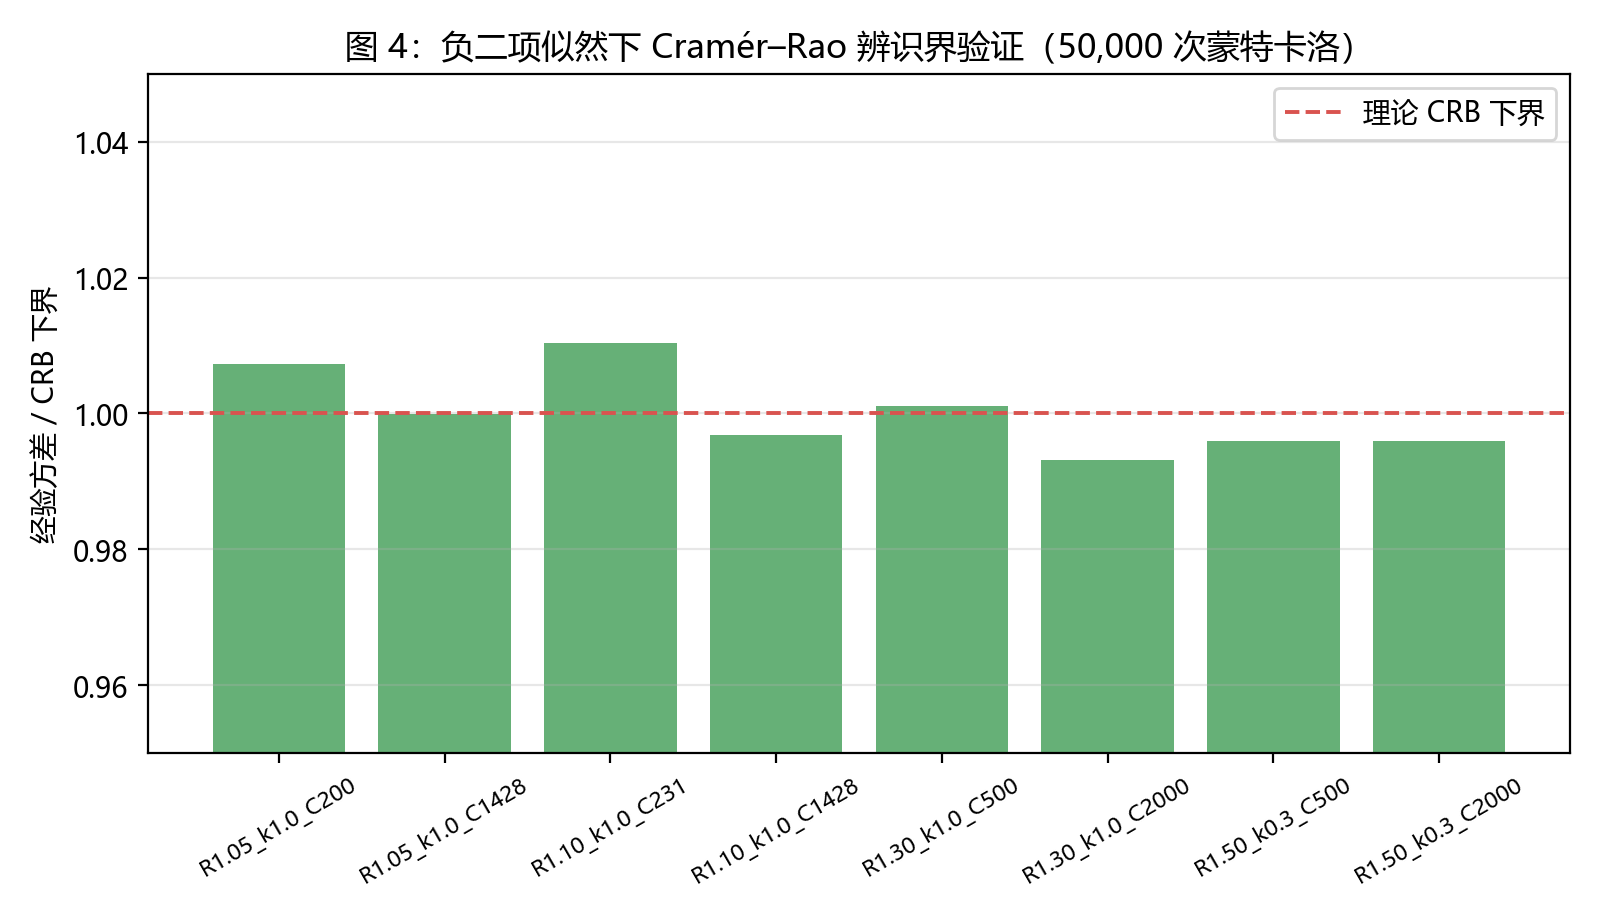 图 4：负二项似然下 Cramér–Rao 辨识界验证（50,000 次蒙特卡洛）
理论 CRB 下界
经验方差 / CRB 下界
1.04
1.02
1.00
0.98
0.96
R1.05_k1.0_C200
R1.05_k1.0_C1428
R1.10_k1.0_C231
R1.10_k1.0_C1428
R1.30_k1.0_C500
R1.30_k1.0_C2000
R1.50_k0.3_C500
R1.50_k0.3_C2000